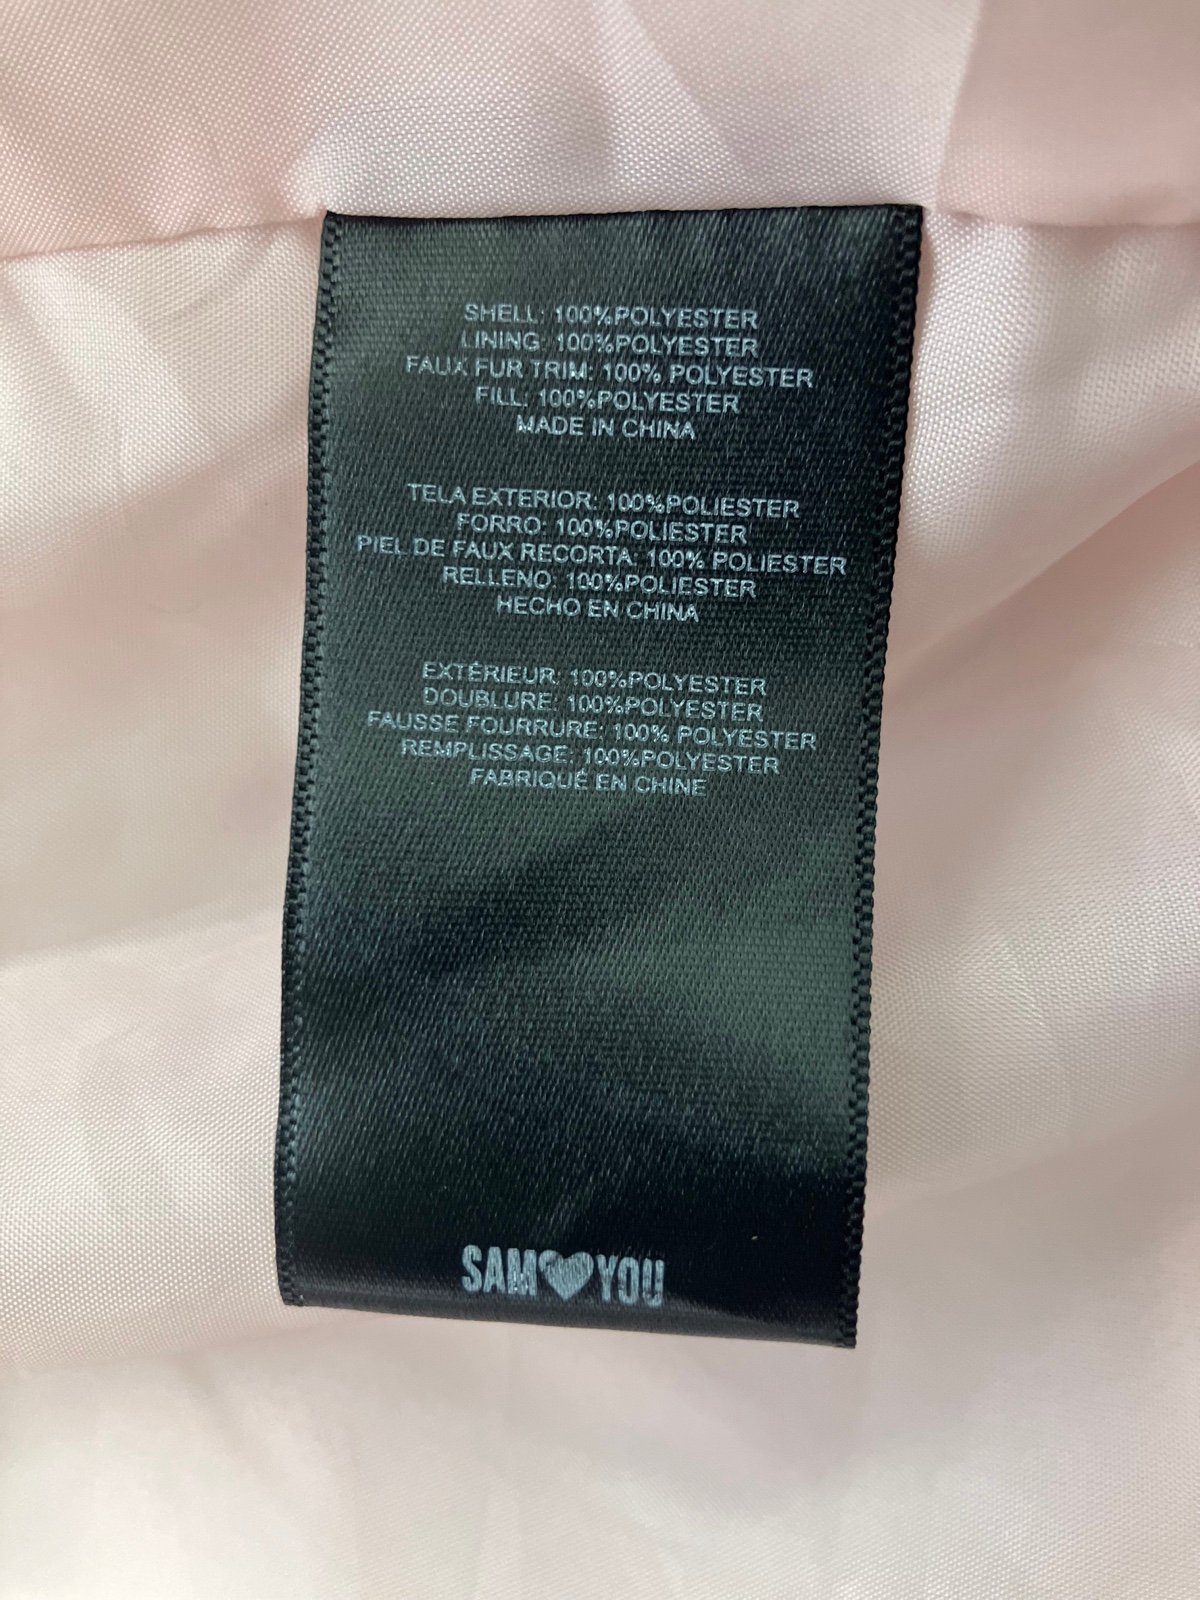 SHELL: 100%POLYESTER
LINING: 100%POLYESTER
FAUX FUR TRIM: 100% POLYESTER
FILL: 100%POLYESTER
MADE IN CHINA
TELA EXTERIOR: 100%POLIESTER
FORRO: 100%POLIESTER
PIEL DE FAUX RECORTA: 100% POLIESTER
RELLENO: 100%POLIESTER
HECHO EN CHINA
EXTÉRIEUR: 100%POLYESTER
DOUBLURE: 100%POLYESTER
FAUSSE FOURRURE: 100% POLYESTER
REMPLISSAGE: 100%POLYESTER
FABRIQUÉ EN CHINE
SAM♥YOU